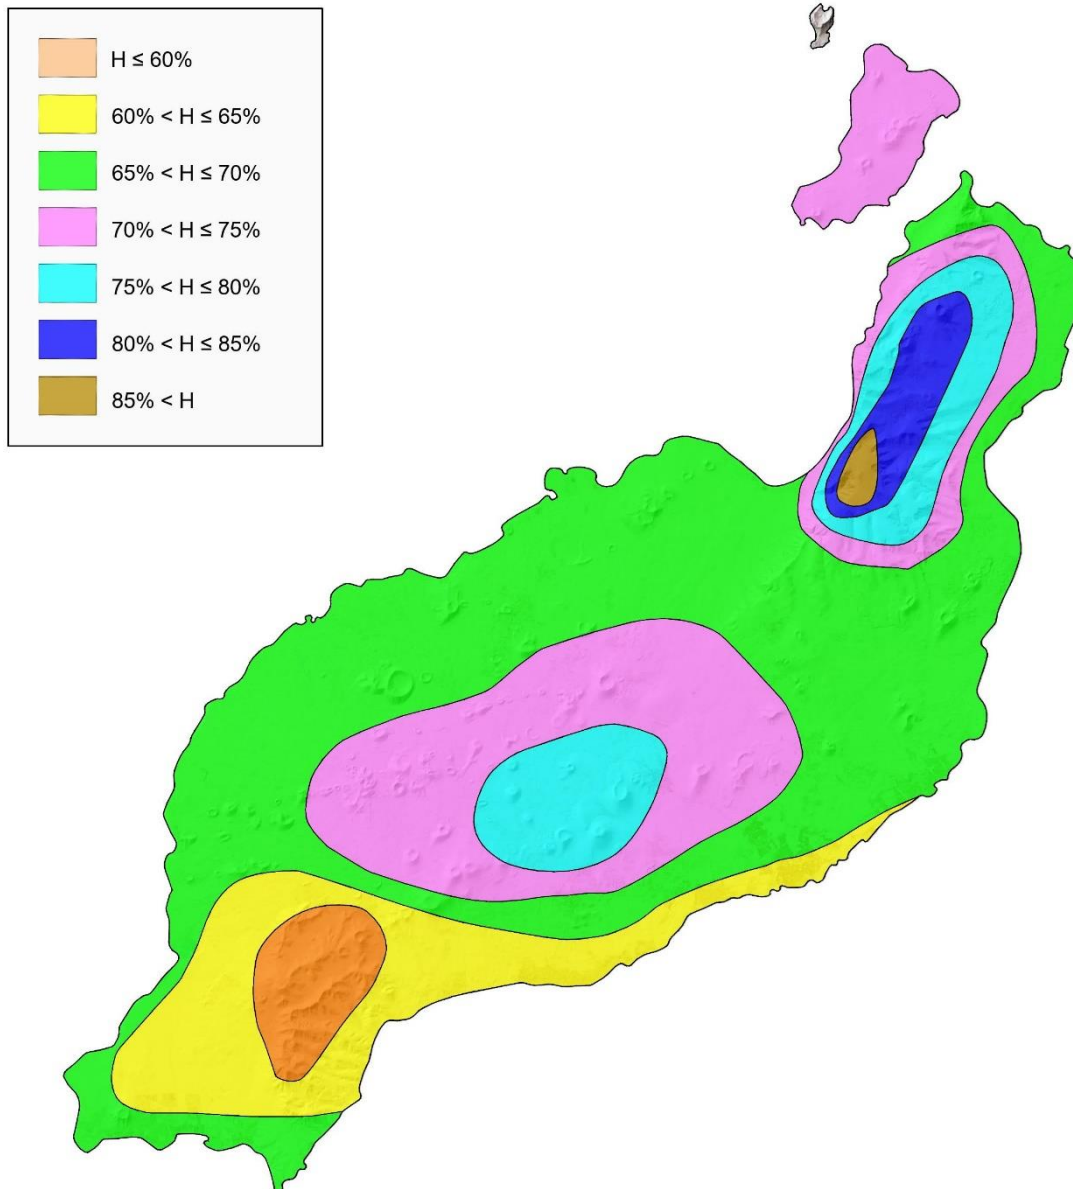 H ≤ 60%
60% < H ≤ 65%
65% < H ≤ 70%
70% < H ≤ 75%
75% < H ≤ 80%
80% < H ≤ 85%
85% < H